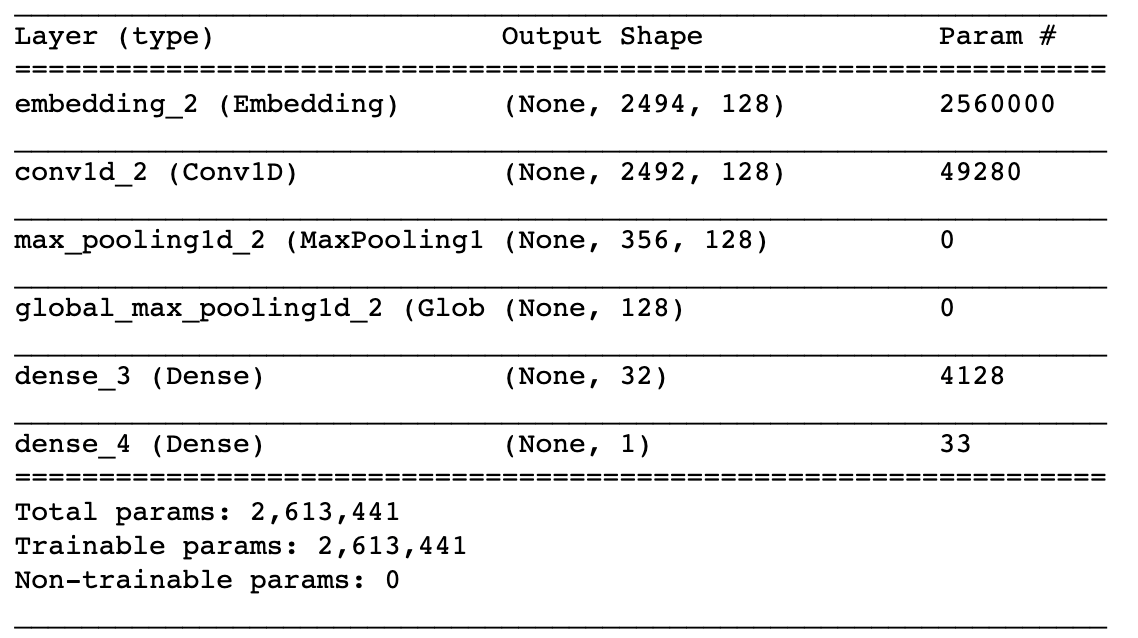 Layer (type) Output Shape Param #
embedding_2 (Embedding) (None, 2494, 128) 2560000
conv1d_2 (Conv1D) (None, 2492, 128) 49280
max_pooling1d_2 (MaxPooling1 (None, 356, 128) 0
global_max_pooling1d_2 (Glob (None, 128) 0
dense_3 (Dense) (None, 32) 4128
dense_4 (Dense) (None, 1) 33
Total params: 2,613,441
Trainable params: 2,613,441
Non-trainable params: 0